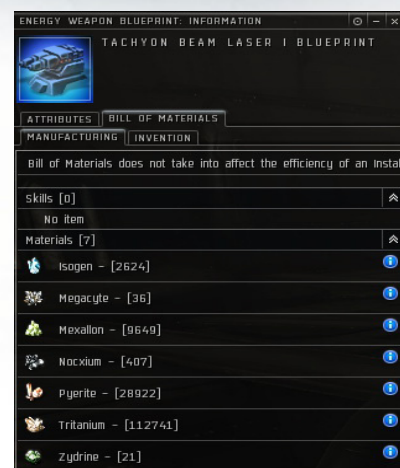 ENERGY WEAPON BLUEPRINT: INFORMATION
TACHYON BEAM LASER I BLUEPRINT
ATTRIBUTES BILL OF MATERIALS
MANUFACTURING INVENTION
Bill of Materials does not take into affect the efficiency of an Instal
Skills [0]
No item
Materials [7]
Isogen - [2624]
Megacyte - [36]
Mexallon - [9649]
Nocxium - [407]
Pyerite - [28922]
Tritanium - [112741]
Zydrine - [21]